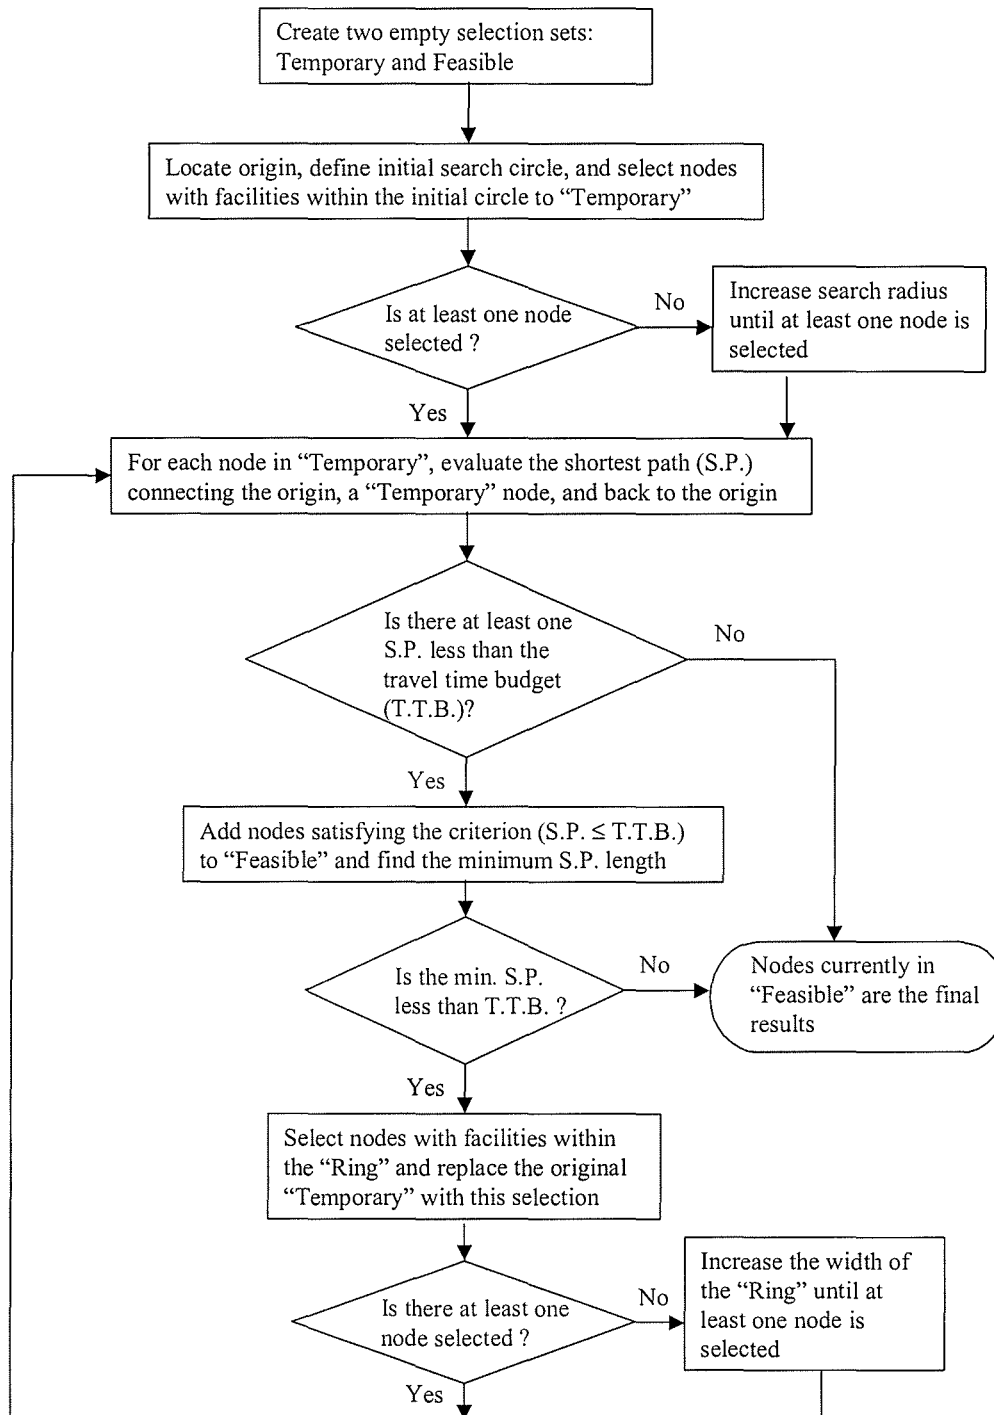 Create two empty selection sets:
Temporary and Feasible
Locate origin, define initial search circle, and select nodes
with facilities within the initial circle to “Temporary”
Is at least one node
selected ?
No
Increase search radius
until at least one node is
selected
Yes
For each node in “Temporary”, evaluate the shortest path (S.P.)
connecting the origin, a “Temporary” node, and back to the origin
Is there at least one
S.P. less than the
travel time budget
(T.T.B.)?
No
Yes
Add nodes satisfying the criterion (S.P. ≤ T.T.B.)
to “Feasible” and find the minimum S.P. length
Is the min. S.P.
less than T.T.B. ?
No
Nodes currently in
“Feasible” are the final
results
Yes
Select nodes with facilities within
the “Ring” and replace the original
“Temporary” with this selection
Is there at least one
node selected ?
No
Increase the width of
the “Ring” until at
least one node is
selected
Yes